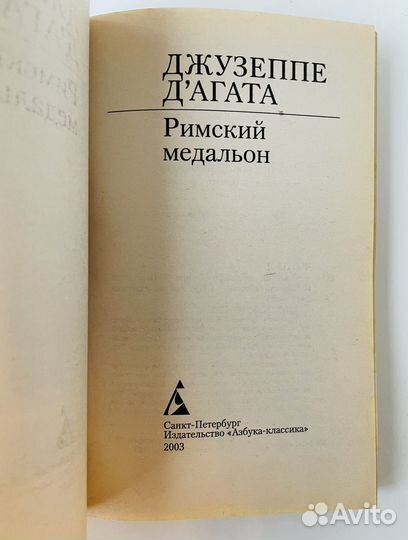 ДЖУЗЕППЕ
Д'АГАТА
Римский
медальон
Санкт-Петербург
Издательство «Азбука-классика»
2003
Avito